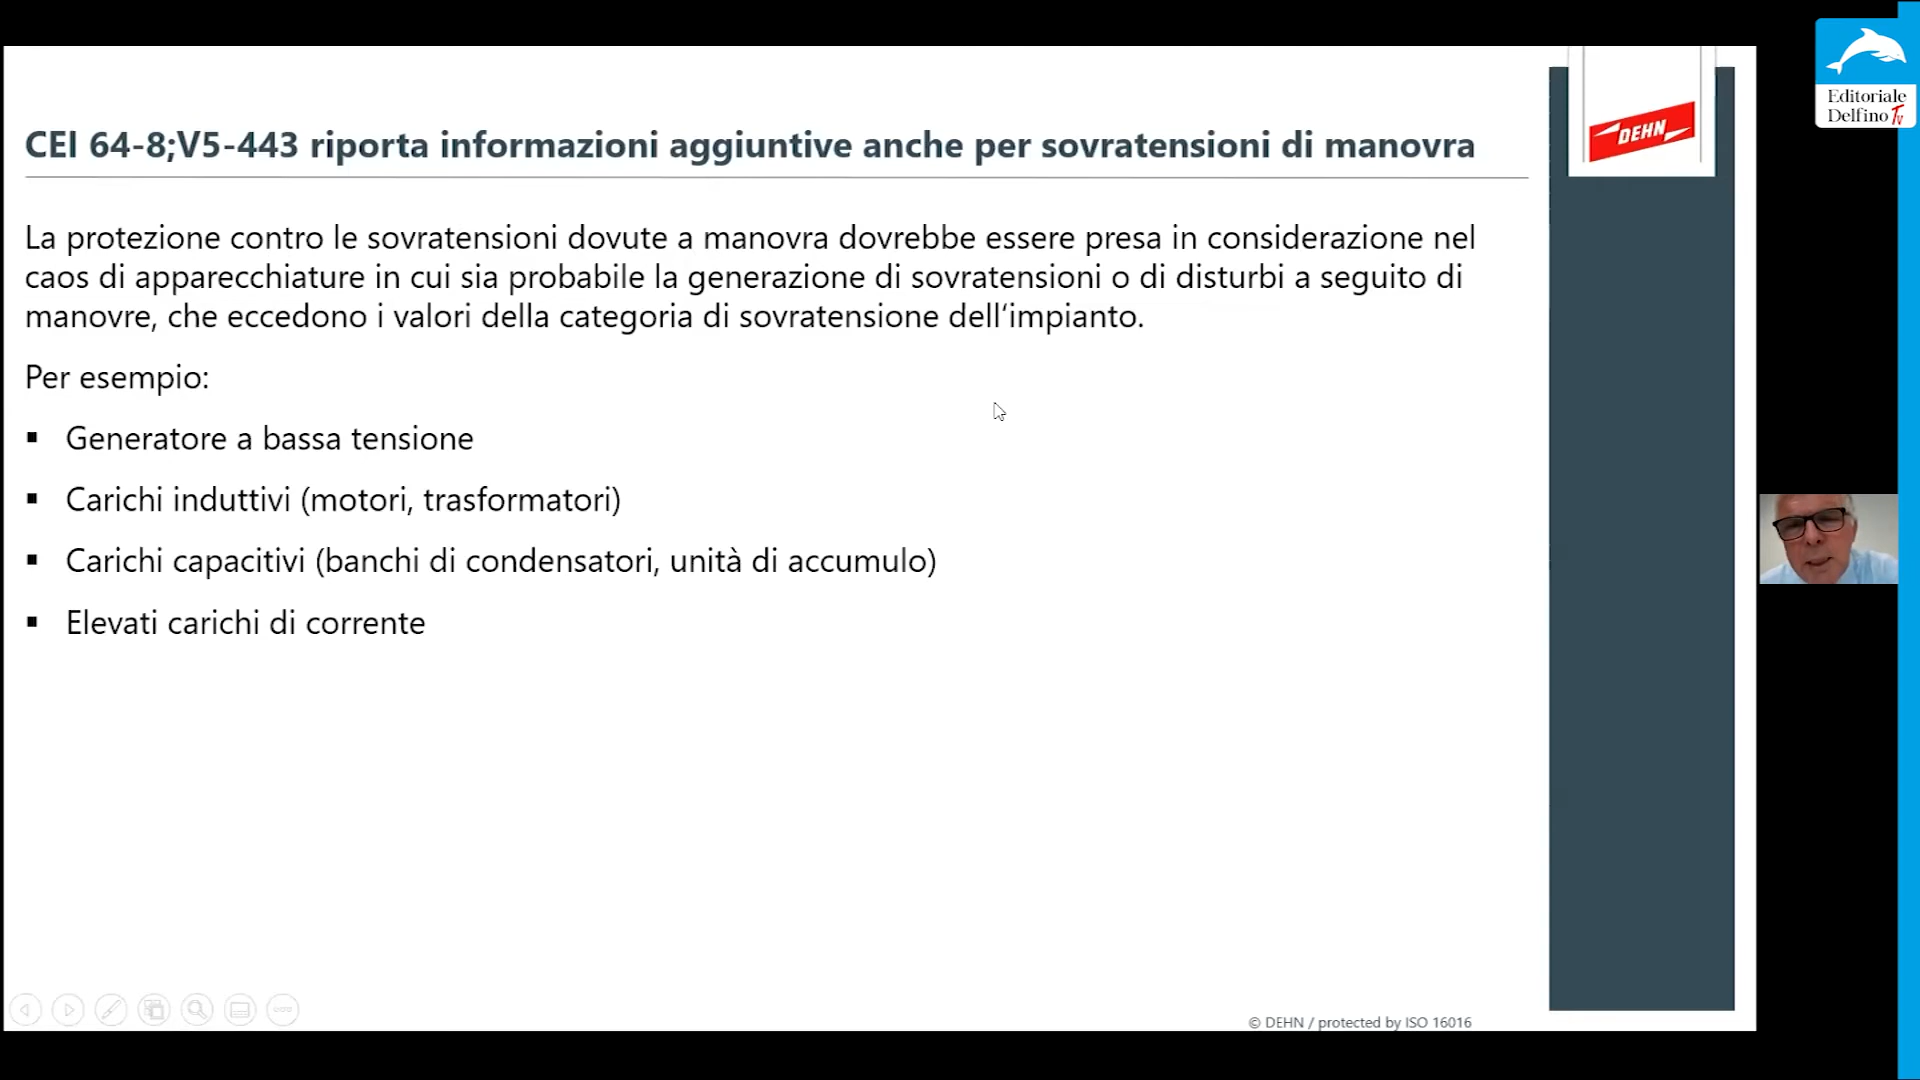 CEI 64-8;V5-443 riporta informazioni aggiuntive anche per sovratensioni di manovra
La protezione contro le sovratensioni dovute a manovra dovrebbe essere presa in considerazione nel
caos di apparecchiature in cui sia probabile la generazione di sovratensioni o di disturbi a seguito di
manovre, che eccedono i valori della categoria di sovratensione dell‘impianto.
Per esempio:
▪ Generatore a bassa tensione
▪ Carichi induttivi (motori, trasformatori)
▪ Carichi capacitivi (banchi di condensatori, unità di accumulo)
▪ Elevati carichi di corrente
© DEHN / protected by ISO 16016
DEHN
Editoriale
Delfino Tv